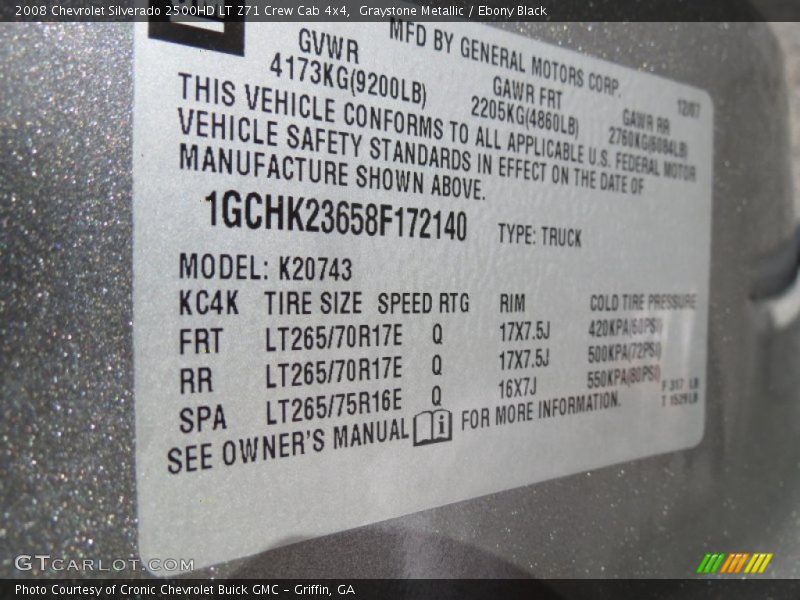 2008 Chevrolet Silverado 2500HD LT Z71 Crew Cab 4x4, Graystone Metallic / Ebony Black
MFD BY GENERAL MOTORS CORP.
12/07
GVWR
GAWR FRT
GAWR RR
4173KG(9200LB)
2205KG(4860LB)
2760KG(6084LB)
THIS VEHICLE CONFORMS TO ALL APPLICABLE U.S. FEDERAL MOTOR
VEHICLE SAFETY STANDARDS IN EFFECT ON THE DATE OF
MANUFACTURE SHOWN ABOVE.
1GCHK23658F172140
TYPE: TRUCK
MODEL: K20743
KC4K TIRE SIZE SPEED RTG RIM COLD TIRE PRESSURE
FRT LT265/70R17E Q 17X7.5J 420KPA(60PSI)
RR LT265/70R17E Q 17X7.5J 500KPA(72PSI)
SPA LT265/75R16E Q 16X7J 550KPA(80PSI)
F 317 LB
T 1529 LB
SEE OWNER'S MANUAL FOR MORE INFORMATION.
GTCARLOT.COM
Photo Courtesy of Cronic Chevrolet Buick GMC - Griffin, GA